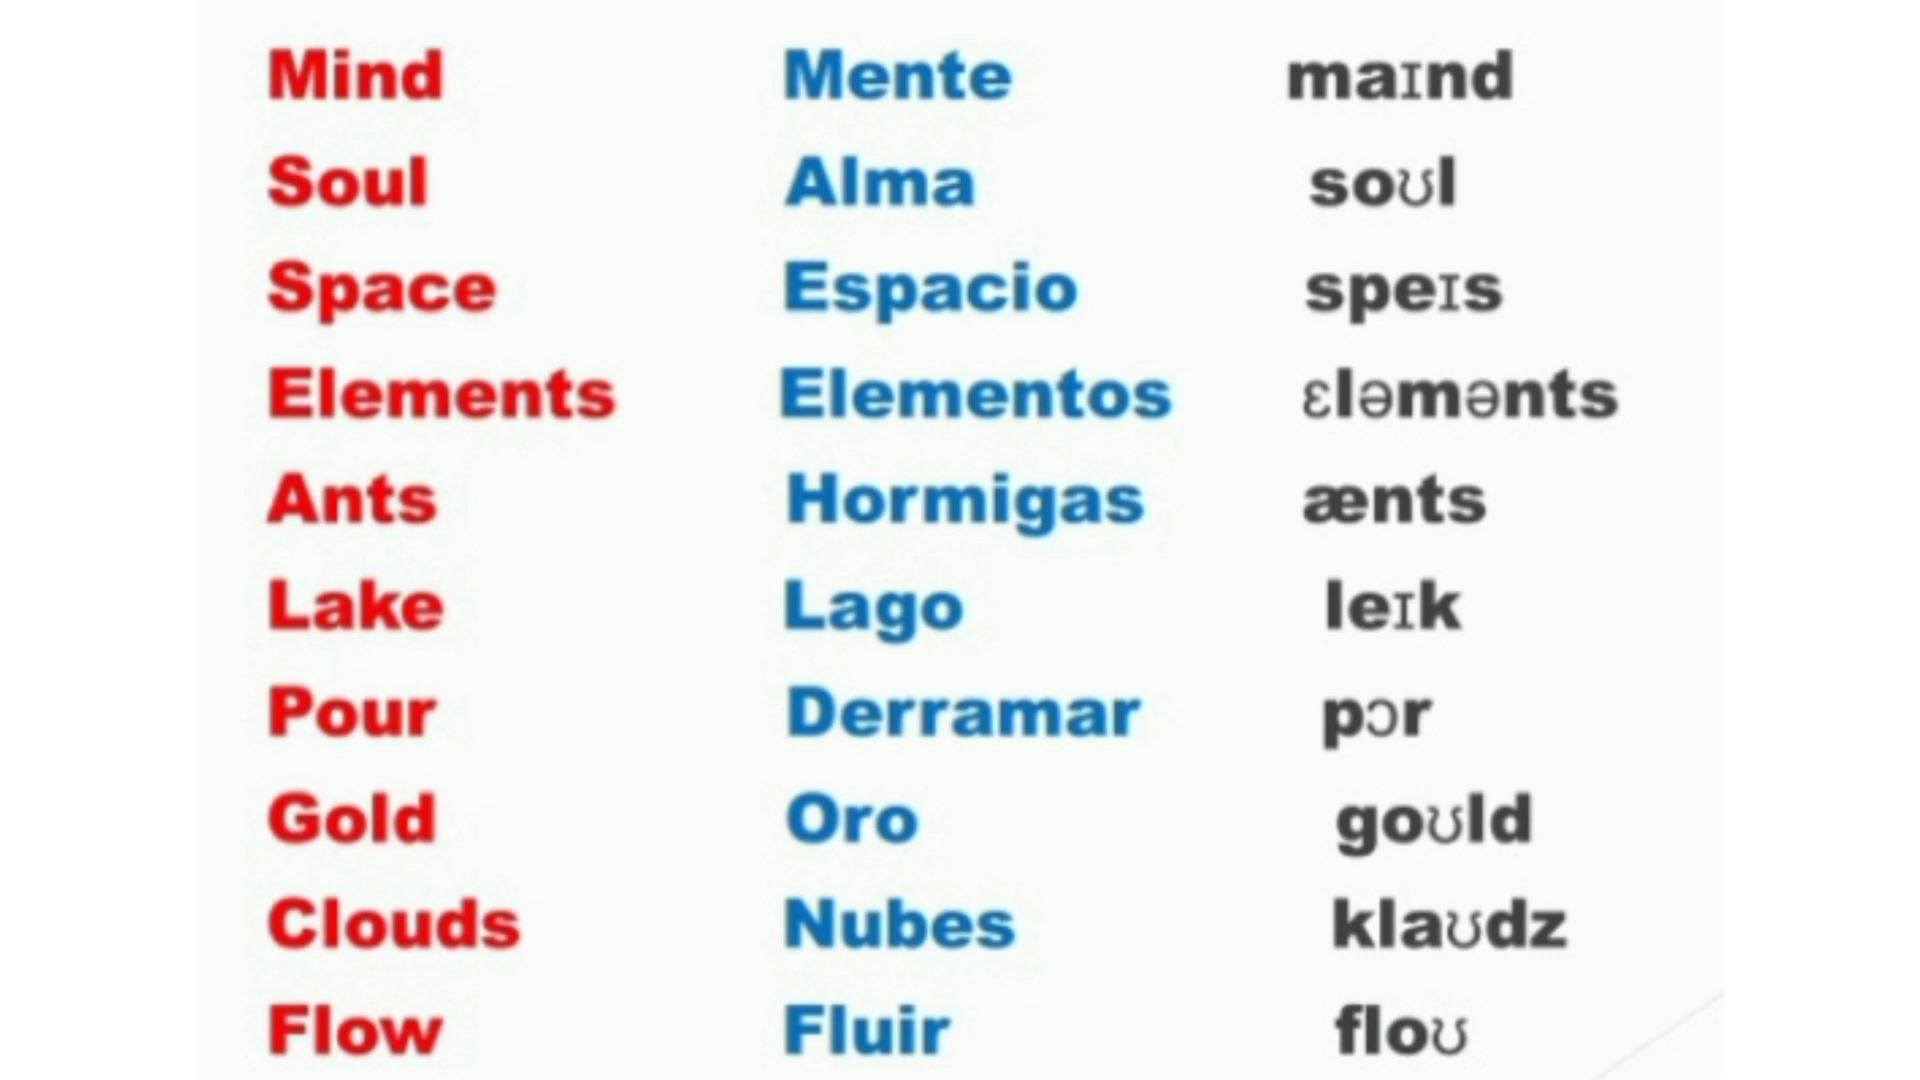 Mind Mente maɪnd
Soul Alma soʊl
Space Espacio speɪs
Elements Elementos ɛləmənts
Ants Hormigas ænts
Lake Lago leɪk
Pour Derramar pɔr
Gold Oro goʊld
Clouds Nubes klaʊdz
Flow Fluir floʊ